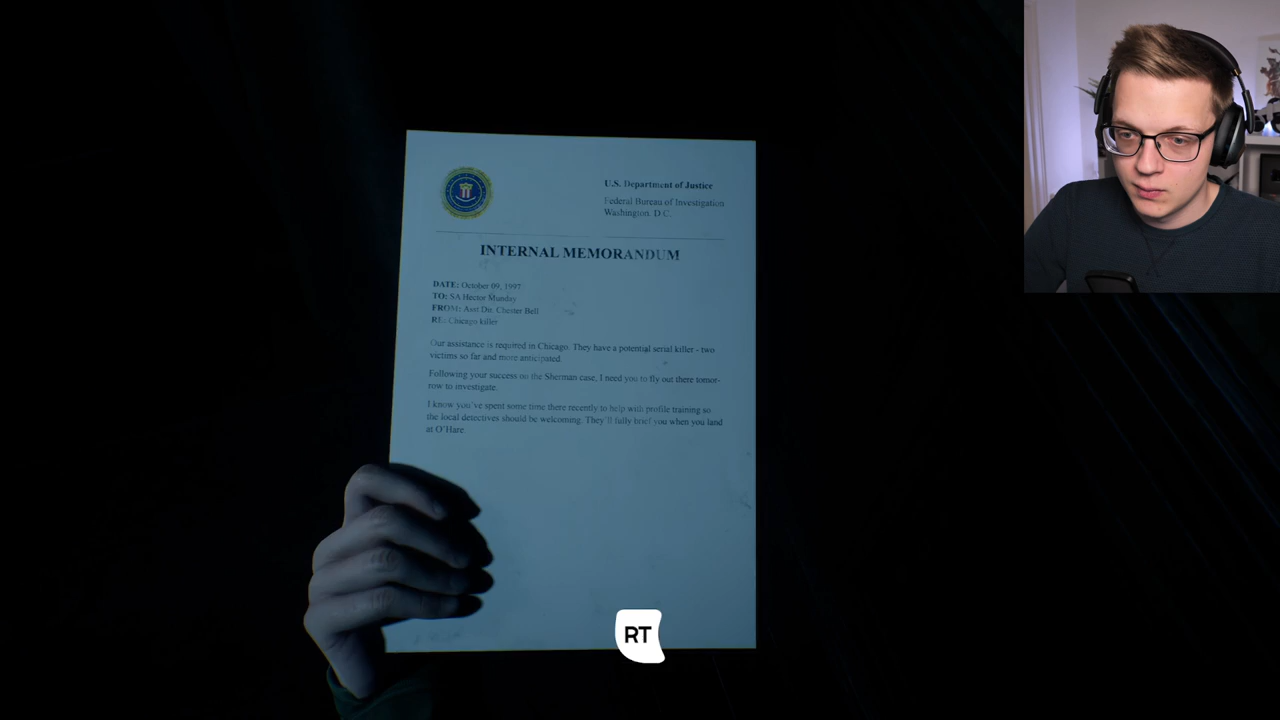 U.S. Department of Justice
Federal Bureau of Investigation
Washington. D.C.
INTERNAL MEMORANDUM
DATE: October 09, 1997
TO: SA Hector Munday
FROM: Asst Dir. Chester Bell
RE: Chicago killer
Our assistance is required in Chicago. They have a potential serial killer - two
victims so far and more anticipated.
Following your success on the Sherman case, I need you to fly out there tomor-
row to investigate.
I know you've spent some time there recently to help with profile training so
the local detectives should be welcoming. They'll fully brief you when you land
at O'Hare.
RT